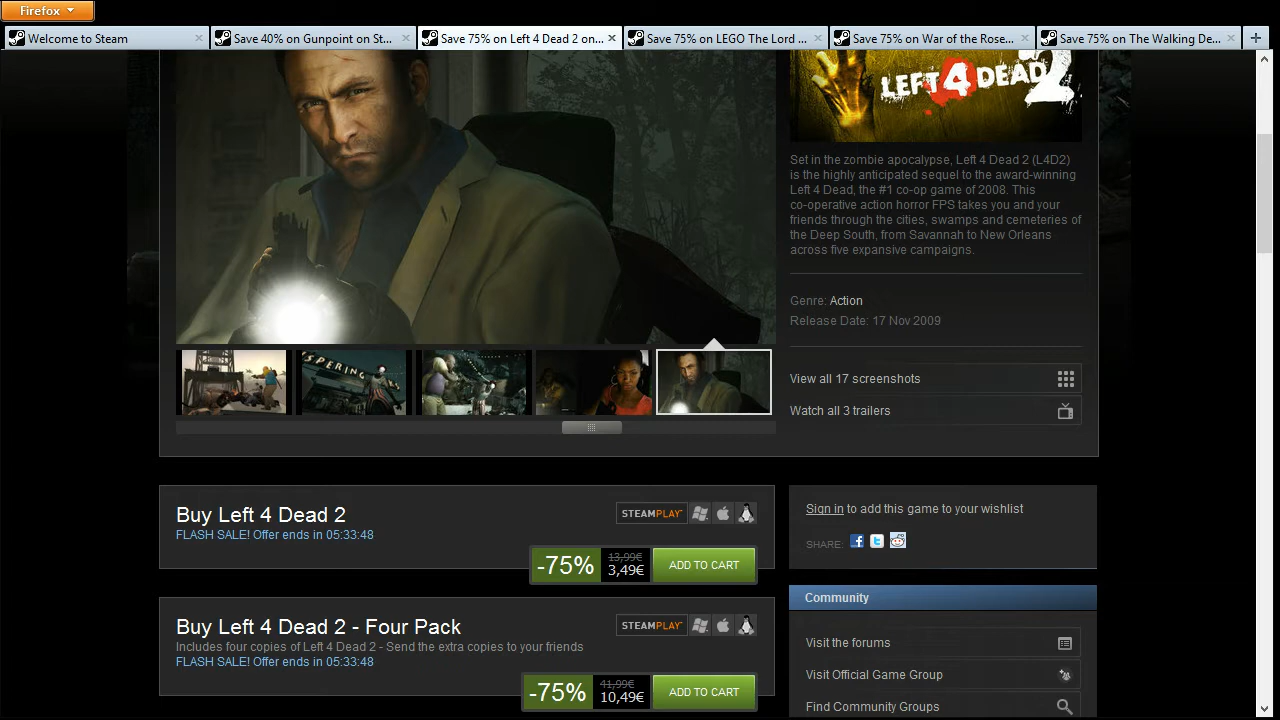 Firefox
Welcome to Steam
Save 40% on Gunpoint on St...
Save 75% on Left 4 Dead 2 on...
Save 75% on LEGO The Lord ...
Save 75% on War of the Rose...
Save 75% on The Walking De...
LEFT 4 DEAD 2
Set in the zombie apocalypse, Left 4 Dead 2 (L4D2)
is the highly anticipated sequel to the award-winning
Left 4 Dead, the #1 co-op game of 2008. This
co-operative action horror FPS takes you and your
friends through the cities, swamps and cemeteries of
the Deep South, from Savannah to New Orleans
across five expansive campaigns.
Genre: Action
Release Date: 17 Nov 2009
SPERING
View all 17 screenshots
Watch all 3 trailers
Buy Left 4 Dead 2
FLASH SALE! Offer ends in 05:33:48
STEAMPLAY
-75%
13,99€
3,49€
ADD TO CART
Sign in to add this game to your wishlist
SHARE:
Buy Left 4 Dead 2 - Four Pack
Includes four copies of Left 4 Dead 2 - Send the extra copies to your friends
FLASH SALE! Offer ends in 05:33:48
STEAMPLAY
-75%
41,99€
10,49€
ADD TO CART
Community
Visit the forums
Visit Official Game Group
Find Community Groups